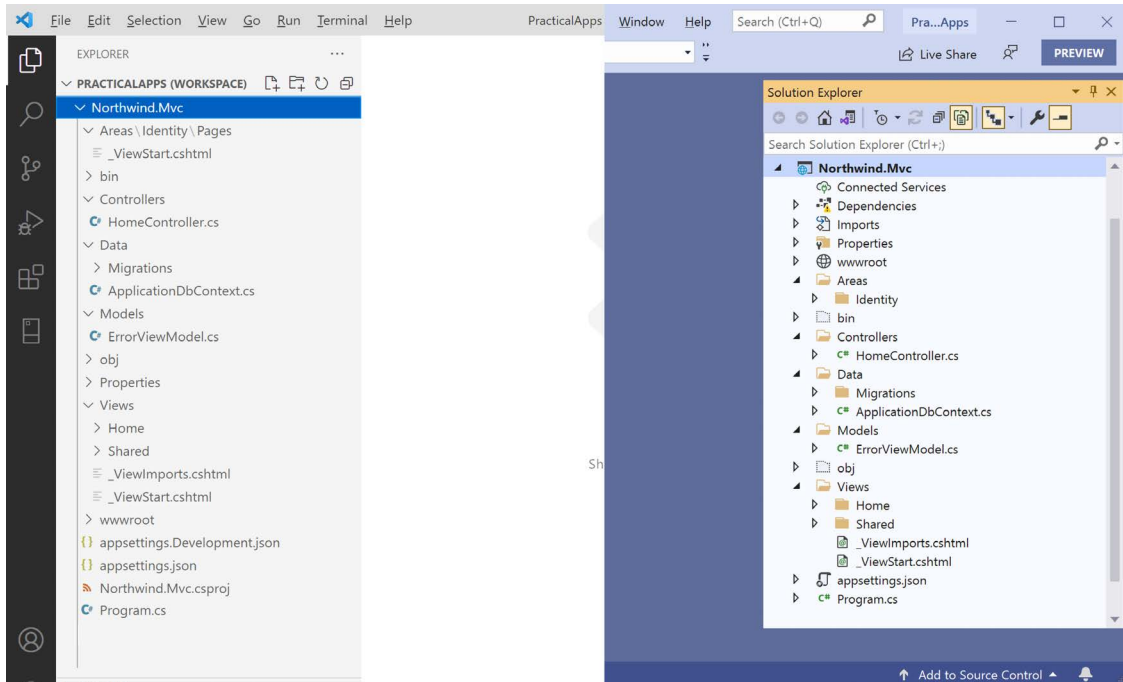 File Edit Selection View Go Run Terminal Help PracticalApps
EXPLORER
PRACTICALAPPS (WORKSPACE)
Northwind.Mvc
Areas \ Identity \ Pages
_ViewStart.cshtml
bin
Controllers
HomeController.cs
Data
Migrations
ApplicationDbContext.cs
Models
ErrorViewModel.cs
obj
Properties
Views
Home
Shared
_ViewImports.cshtml
_ViewStart.cshtml
wwwroot
appsettings.Development.json
appsettings.json
Northwind.Mvc.csproj
Program.cs
Sh
Window Help Search (Ctrl+Q) Pra...Apps
Live Share PREVIEW
Solution Explorer
Search Solution Explorer (Ctrl+;)
Northwind.Mvc
Connected Services
Dependencies
Imports
Properties
wwwroot
Areas
Identity
bin
Controllers
C# HomeController.cs
Data
Migrations
C# ApplicationDbContext.cs
Models
C# ErrorViewModel.cs
obj
Views
Home
Shared
_ViewImports.cshtml
_ViewStart.cshtml
appsettings.json
C# Program.cs
Add to Source Control